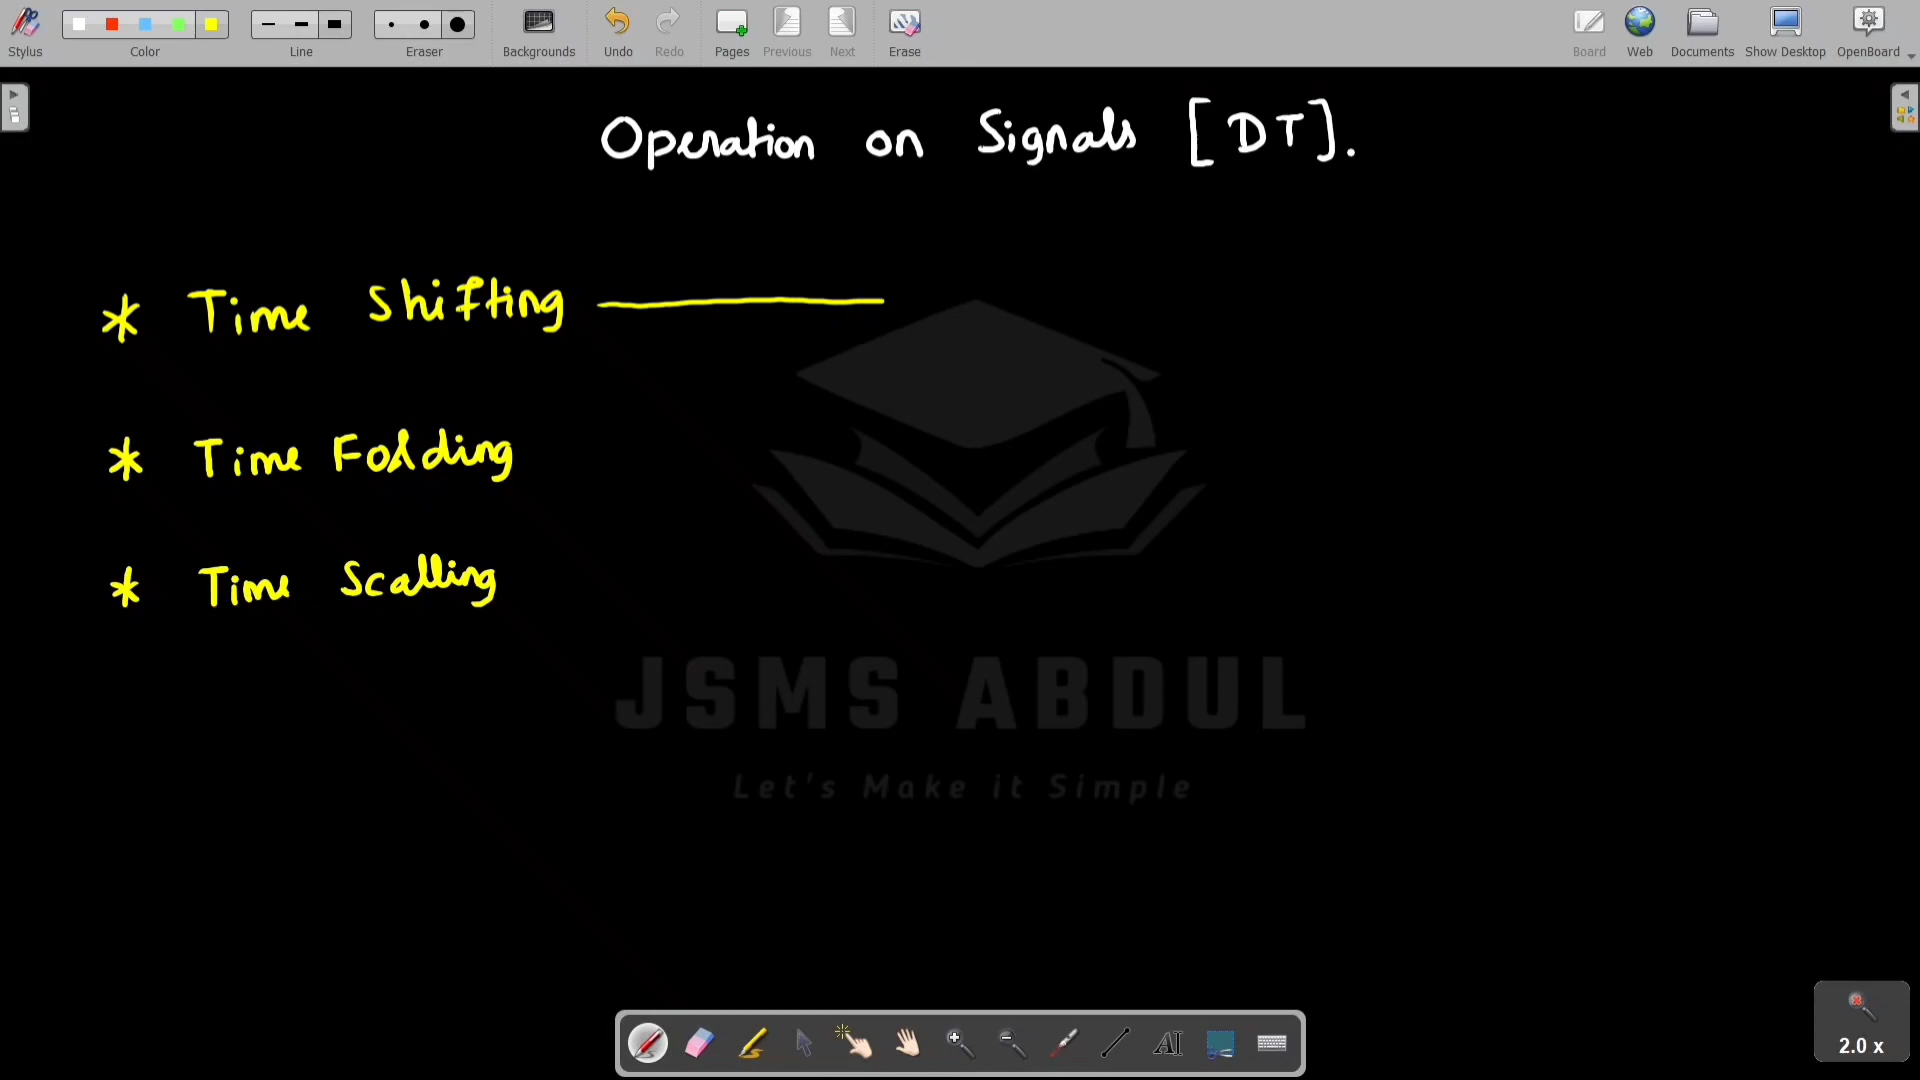 Stylus Color Line Eraser Backgrounds Undo Redo Pages Previous Next Erase Board Web Documents Show Desktop OpenBoard
Operation on Signals [DT].
* Time Shifting
* Time Folding
* Time Scalling
JSMS ABDUL
Let's Make it Simple
AI
2.0 x